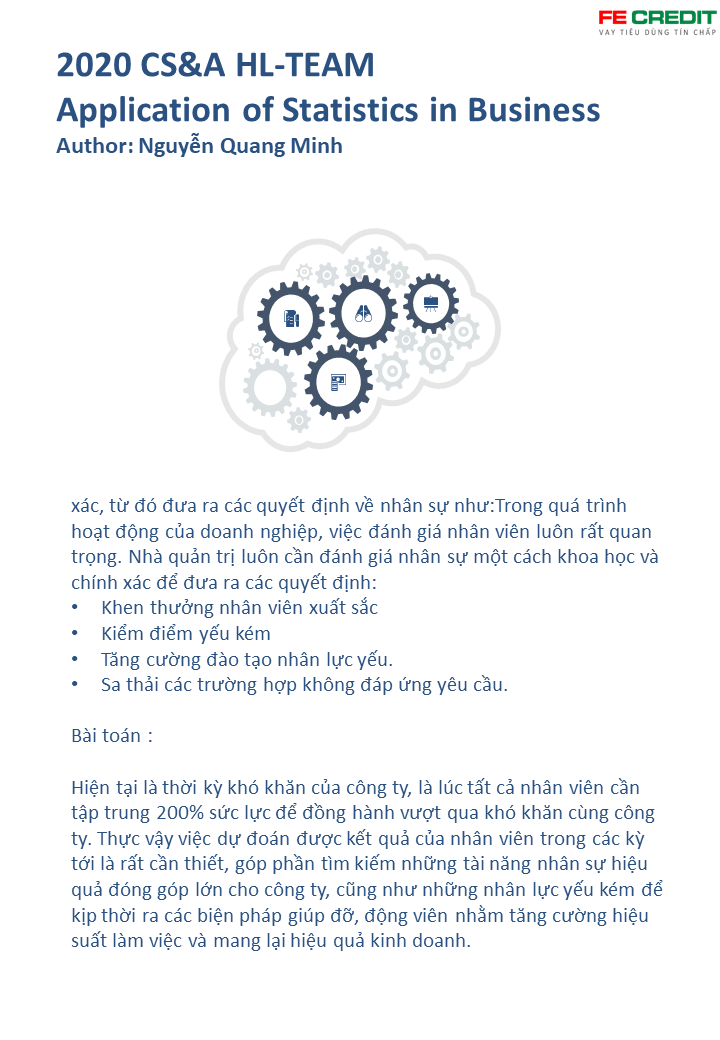 FE CREDIT
VAY TIÊU DÙNG TÍN CHẤP
2020 CS&A HL-TEAM
Application of Statistics in Business
Author: Nguyễn Quang Minh
xác, từ đó đưa ra các quyết định về nhân sự như:Trong quá trình
hoạt động của doanh nghiệp, việc đánh giá nhân viên luôn rất quan
trọng. Nhà quản trị luôn cần đánh giá nhân sự một cách khoa học và
chính xác để đưa ra các quyết định:
• Khen thưởng nhân viên xuất sắc
• Kiểm điểm yếu kém
• Tăng cường đào tạo nhân lực yếu.
• Sa thải các trường hợp không đáp ứng yêu cầu.
Bài toán :
Hiện tại là thời kỳ khó khăn của công ty, là lúc tất cả nhân viên cần
tập trung 200% sức lực để đồng hành vượt qua khó khăn cùng công
ty. Thực vậy việc dự đoán được kết quả của nhân viên trong các kỳ
tới là rất cần thiết, góp phần tìm kiếm những tài năng nhân sự hiệu
quả đóng góp lớn cho công ty, cũng như những nhân lực yếu kém để
kịp thời ra các biện pháp giúp đỡ, động viên nhằm tăng cường hiệu
suất làm việc và mang lại hiệu quả kinh doanh.